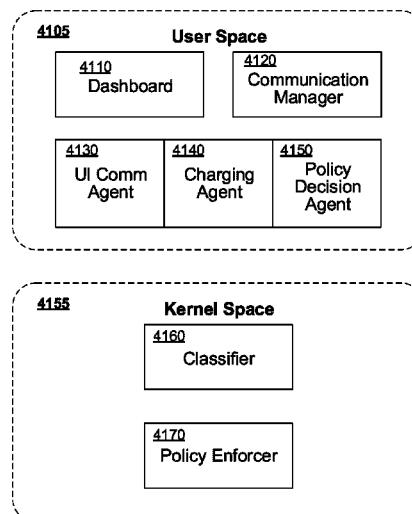 4105
User Space
4110
Dashboard
4120
Communication
Manager
4130
UI Comm
Agent
4140
Charging
Agent
4150
Policy
Decision
Agent
4155
Kernel Space
4160
Classifier
4170
Policy Enforcer